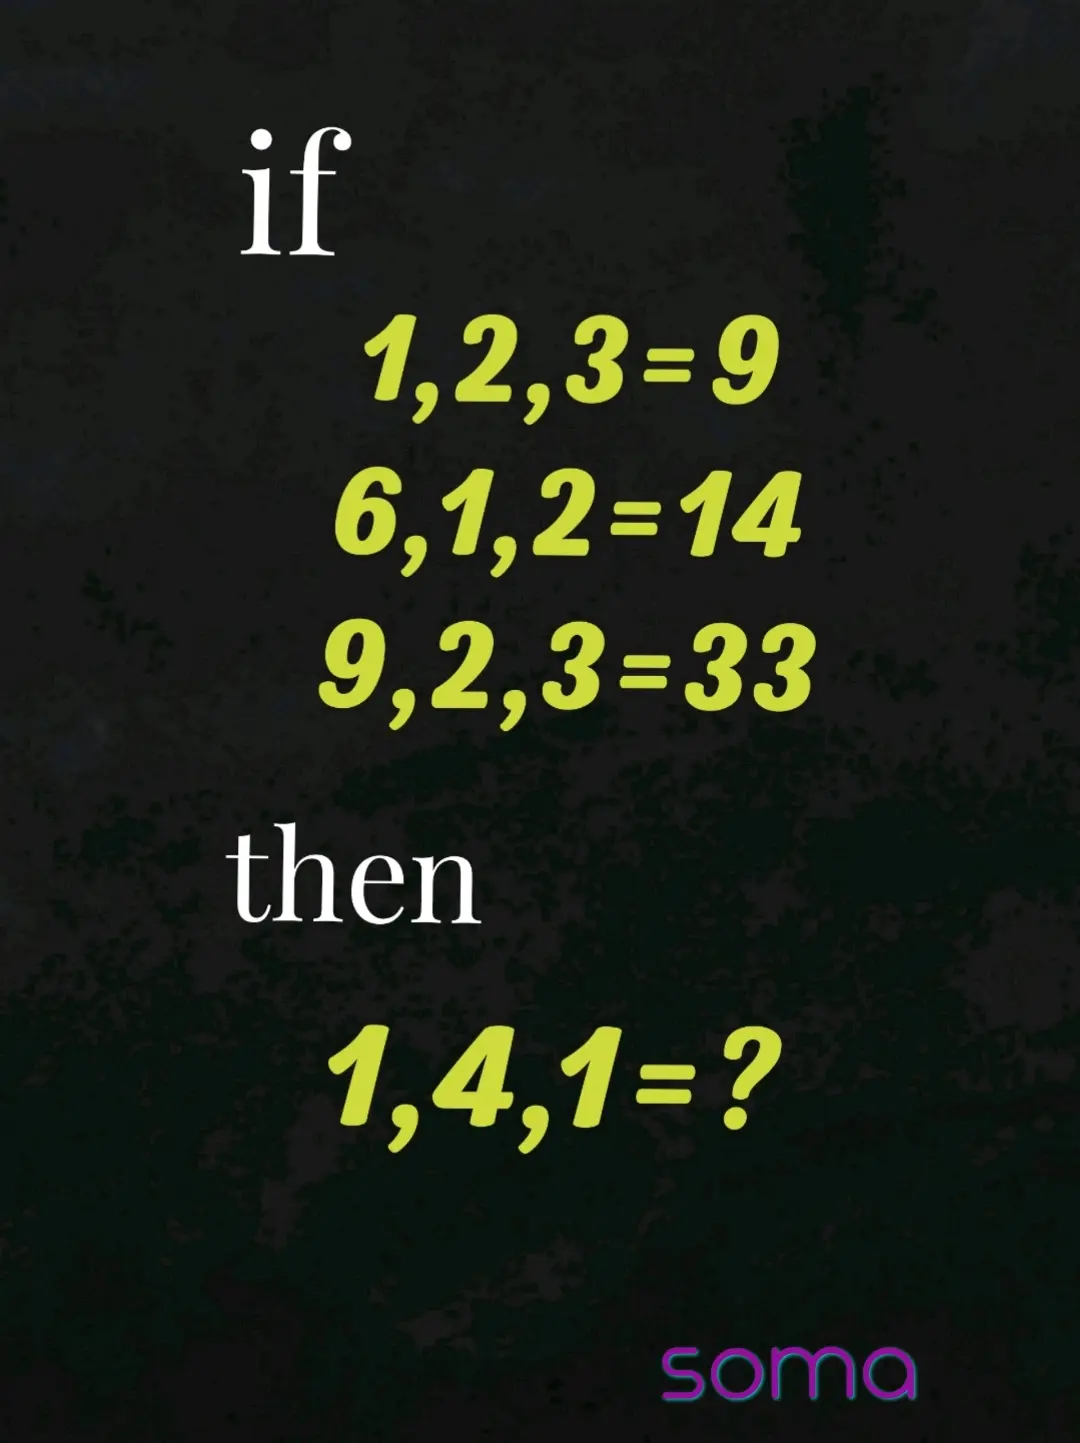 if
1,2,3=9
6,1,2=14
9,2,3=33
then
1,4,1=?
soma